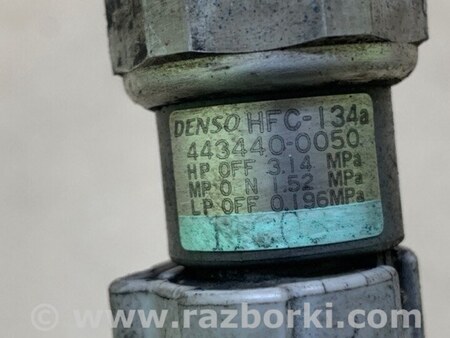 DENSO HFC-134a
443440-0050
HP OFF 3.14 MPa
MP O N 1.52 MPa
LP OFF 0.196MPa
© www.razborki.com